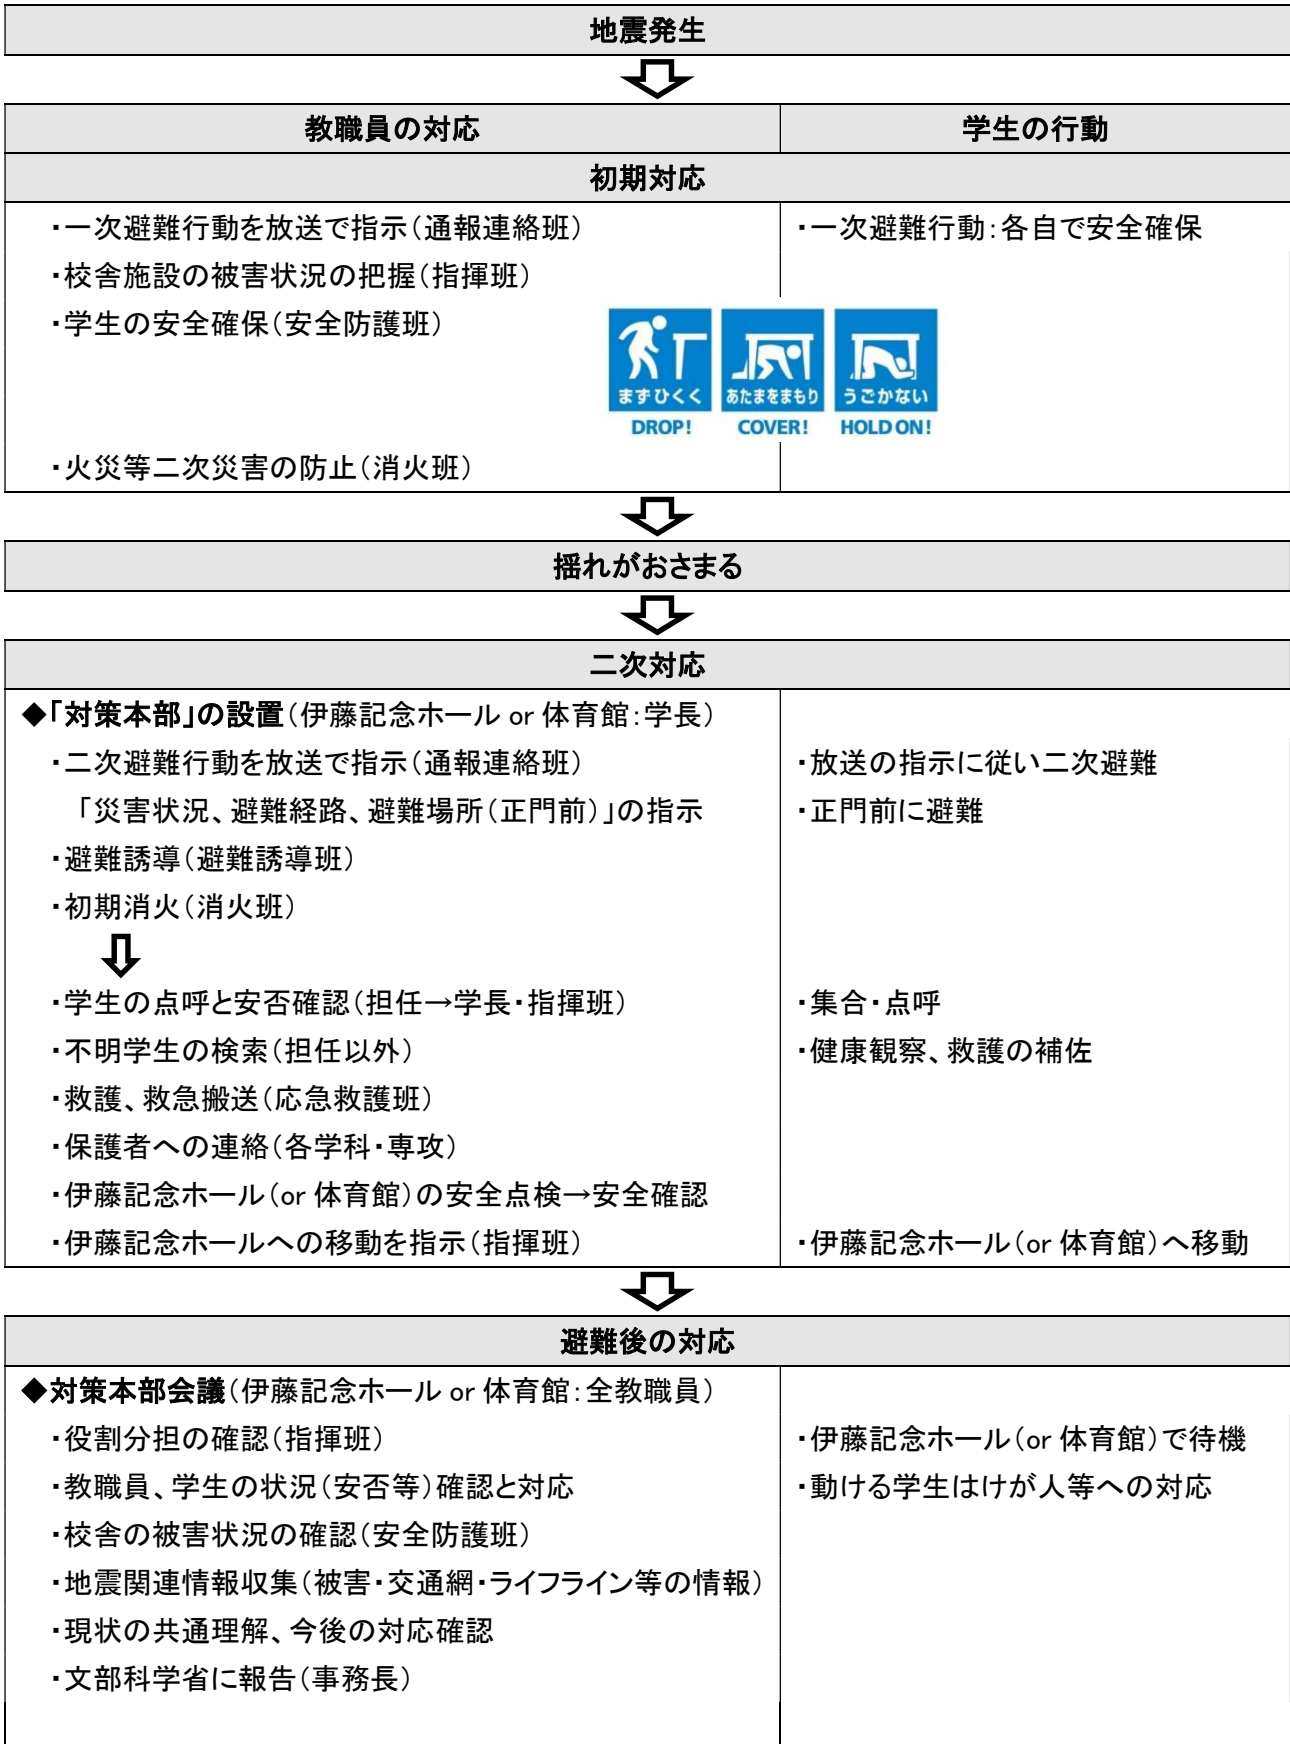 地震発生
教職員の対応 学生の行動
初期対応
・一次避難行動を放送で指示（通報連絡班） ・一次避難行動：各自で安全確保
・校舎施設の被害状況の把握（指揮班）
・学生の安全確保（安全防護班）
まずひくく あたまをまもり うごかない
DROP! COVER! HOLD ON!
・火災等二次災害の防止（消火班）
揺れがおさまる
二次対応
◆「対策本部」の設置（伊藤記念ホール or 体育館：学長）
・二次避難行動を放送で指示（通報連絡班） ・放送の指示に従い二次避難
「災害状況、避難経路、避難場所（正門前）」の指示 ・正門前に避難
・避難誘導（避難誘導班）
・初期消火（消火班）
・学生の点呼と安否確認（担任→学長・指揮班） ・集合・点呼
・不明学生の検索（担任以外） ・健康観察、救護の補佐
・救護、救急搬送（応急救護班）
・保護者への連絡（各学科・専攻）
・伊藤記念ホール（or 体育館）の安全点検→安全確認
・伊藤記念ホールへの移動を指示（指揮班） ・伊藤記念ホール（or 体育館）へ移動
避難後の対応
◆対策本部会議（伊藤記念ホール or 体育館：全教職員）
・役割分担の確認（指揮班） ・伊藤記念ホール（or 体育館）で待機
・教職員、学生の状況（安否等）確認と対応 ・動ける学生はけが人等への対応
・校舎の被害状況の確認（安全防護班）
・地震関連情報収集（被害・交通網・ライフライン等の情報）
・現状の共通理解、今後の対応確認
・文部科学省に報告（事務長）